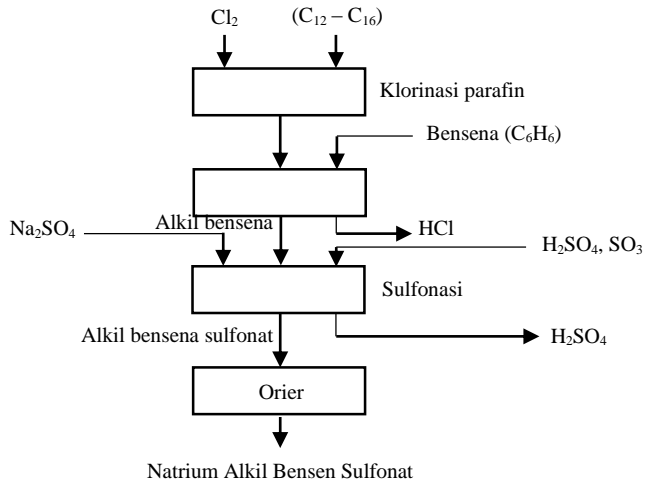 Cl₂
(C₁₂ – C₁₆)
Klorinasi parafin
Bensena (C₆H₆)
Alkil bensena
HCl
Na₂SO₄
H₂SO₄, SO₃
Sulfonasi
Alkil bensena sulfonat
H₂SO₄
Orier
Natrium Alkil Bensen Sulfonat